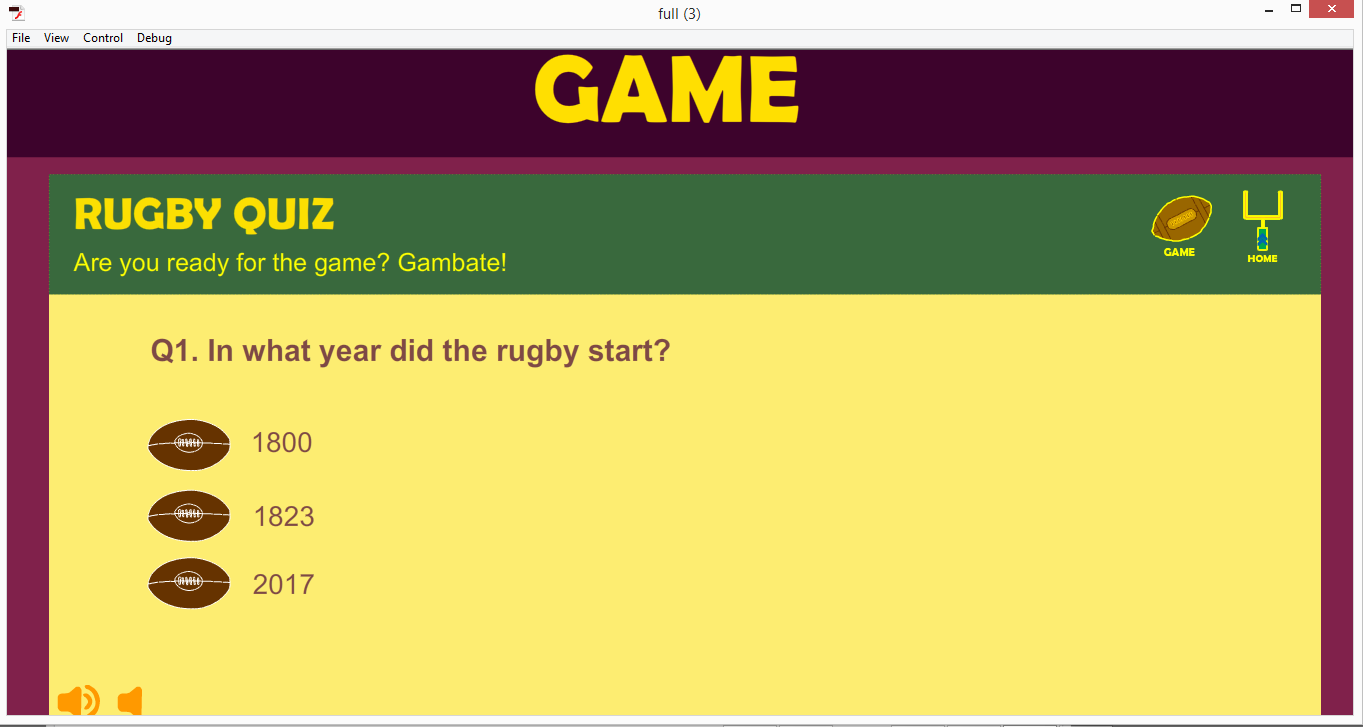 full (3)
File View Control Debug
GAME
RUGBY QUIZ
Are you ready for the game? Gambate!
GAME
HOME
Q1. In what year did the rugby start?
1800
1823
2017